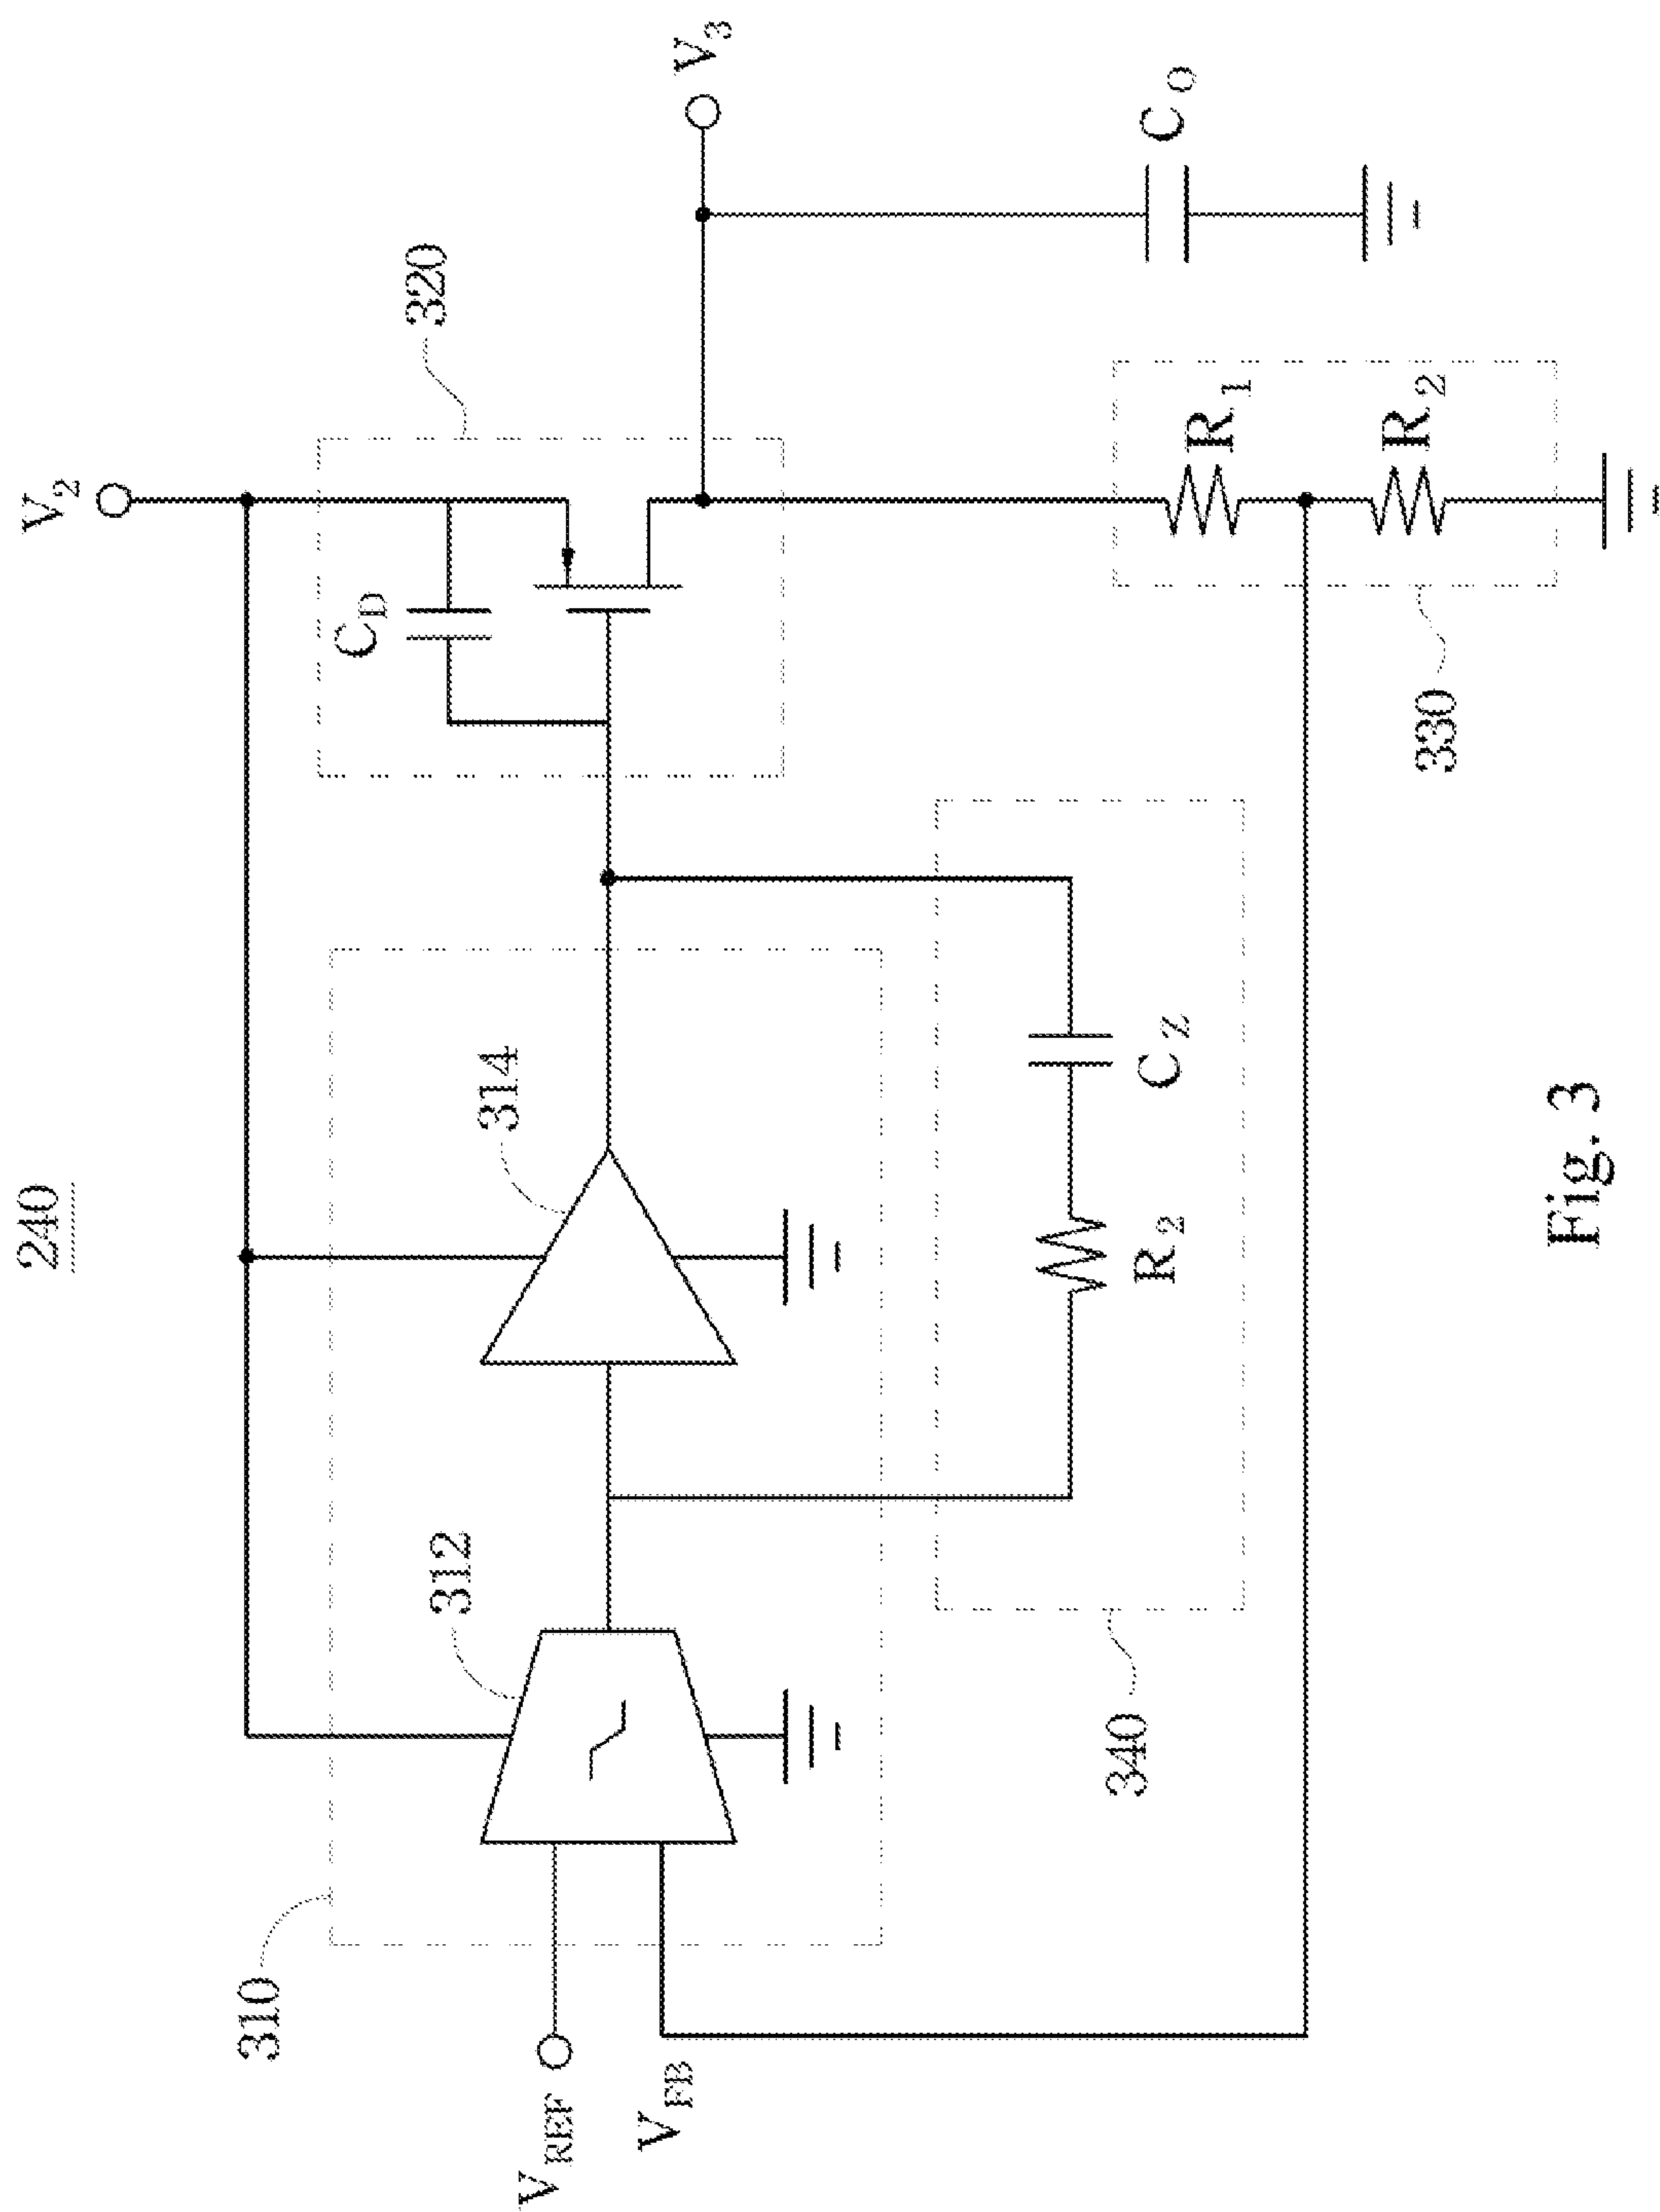 240
V2
310
312
314
320
CD
VREF
VFB
V3
340
R2
CZ
330
R1
R2
CO
Fig. 3